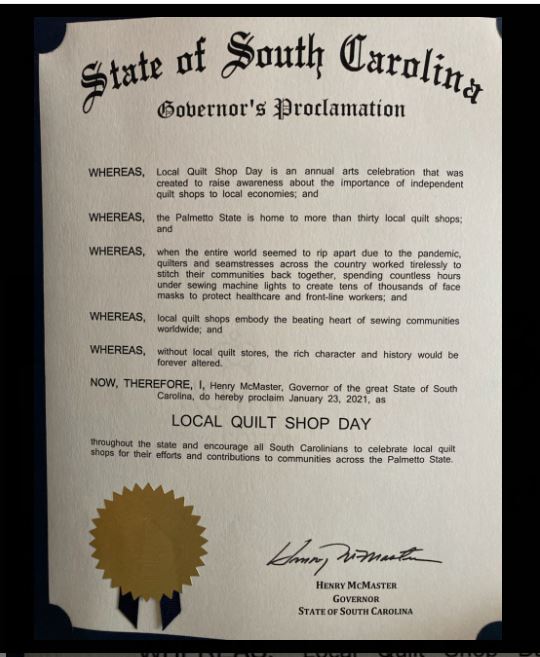 State of South Carolina
Governor's Proclamation
WHEREAS, Local Quilt Shop Day is an annual arts celebration that was
created to raise awareness about the importance of independent
quilt shops to local economies; and
WHEREAS, the Palmetto State is home to more than thirty local quilt shops;
and
WHEREAS, when the entire world seemed to rip apart due to the pandemic,
quilters and seamstresses across the country worked tirelessly to
stitch their communities back together, spending countless hours
under sewing machine lights to create tens of thousands of face
masks to protect healthcare and front-line workers; and
WHEREAS, local quilt shops embody the beating heart of sewing communities
worldwide; and
WHEREAS, without local quilt stores, the rich character and history would be
forever altered.
NOW, THEREFORE, I, Henry McMaster, Governor of the great State of South
Carolina, do hereby proclaim January 23, 2021, as
LOCAL QUILT SHOP DAY
throughout the state and encourage all South Carolinians to celebrate local quilt
shops for their efforts and contributions to communities across the Palmetto State.
Henry McMaster
HENRY MCMASTER
GOVERNOR
STATE OF SOUTH CAROLINA